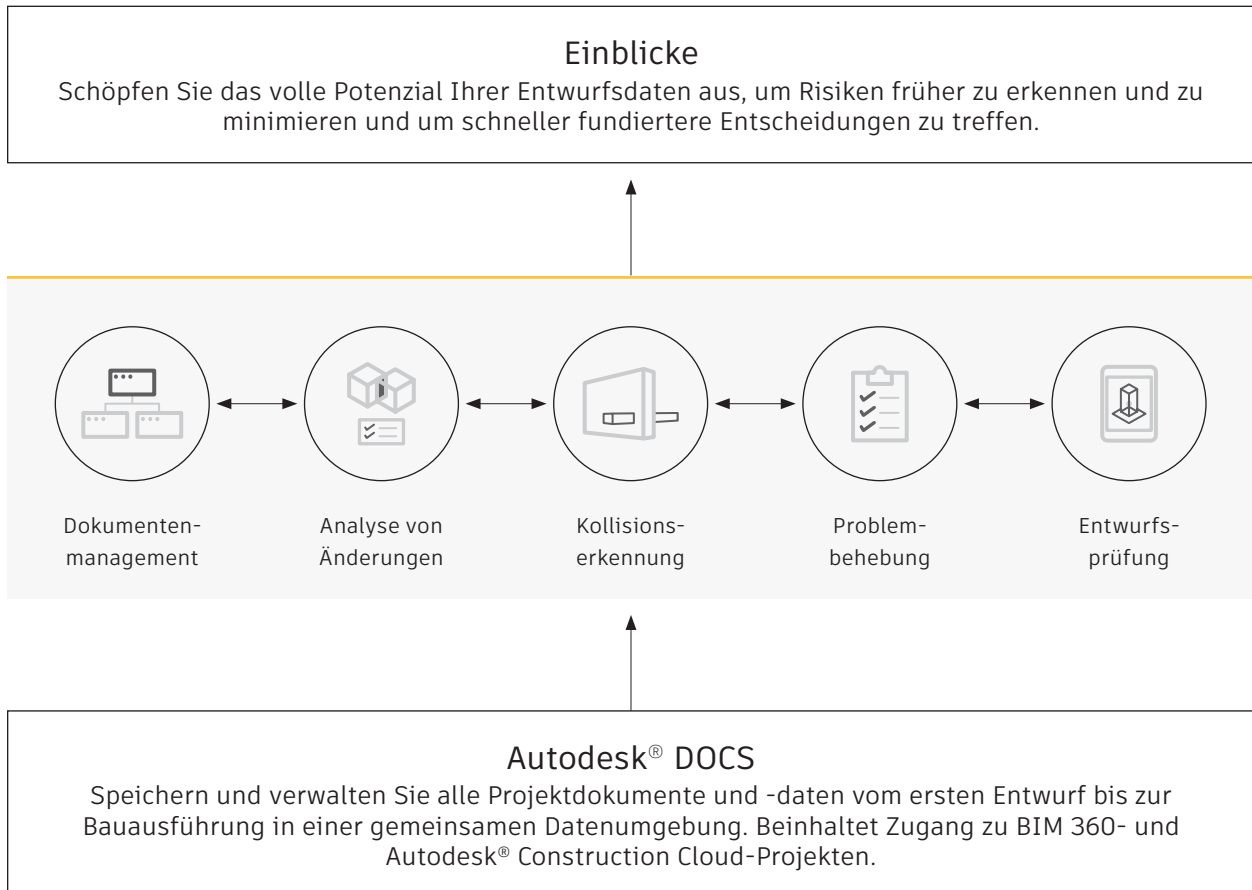 Einblicke
Schöpfen Sie das volle Potenzial Ihrer Entwurfsdaten aus, um Risiken früher zu erkennen und zu
minimieren und um schneller fundiertere Entscheidungen zu treffen.
Dokumenten-
management
Analyse von
Änderungen
Kollisions-
erkennung
Problem-
behebung
Entwurfs-
prüfung
Autodesk® DOCS
Speichern und verwalten Sie alle Projektdokumente und -daten vom ersten Entwurf bis zur
Bauausführung in einer gemeinsamen Datenumgebung. Beinhaltet Zugang zu BIM 360- und
Autodesk® Construction Cloud-Projekten.